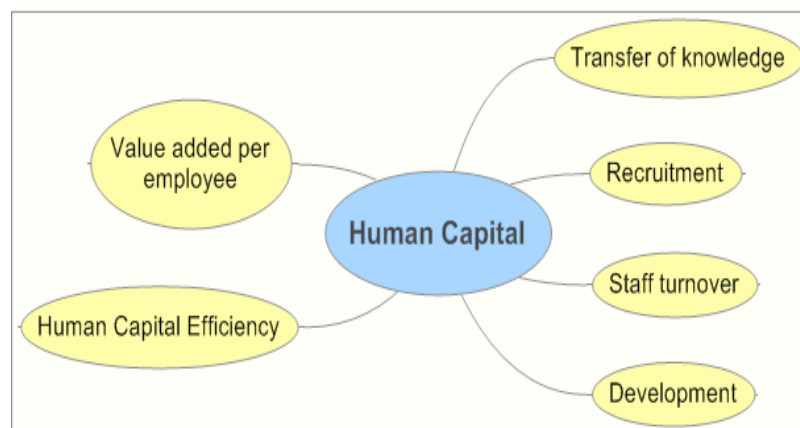 Transfer of knowledge
Value added per
employee
Recruitment
Human Capital
Staff turnover
Human Capital Efficiency
Development